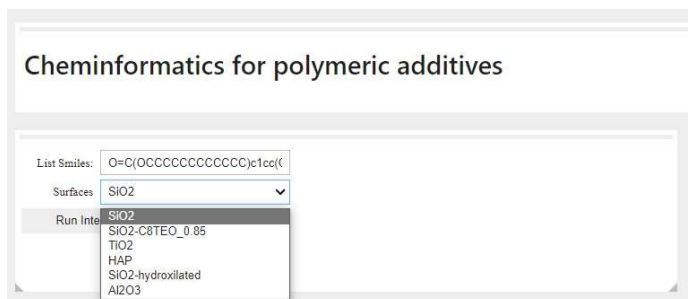 Cheminformatics for polymeric additives
List Smiles: O=C(OCCCCCCCCCCCC)c1cc(
Surfaces SiO2
Run Inte
SiO2
SiO2-C8TEO_0.85
TiO2
HAP
SiO2-hydroxilated
Al2O3